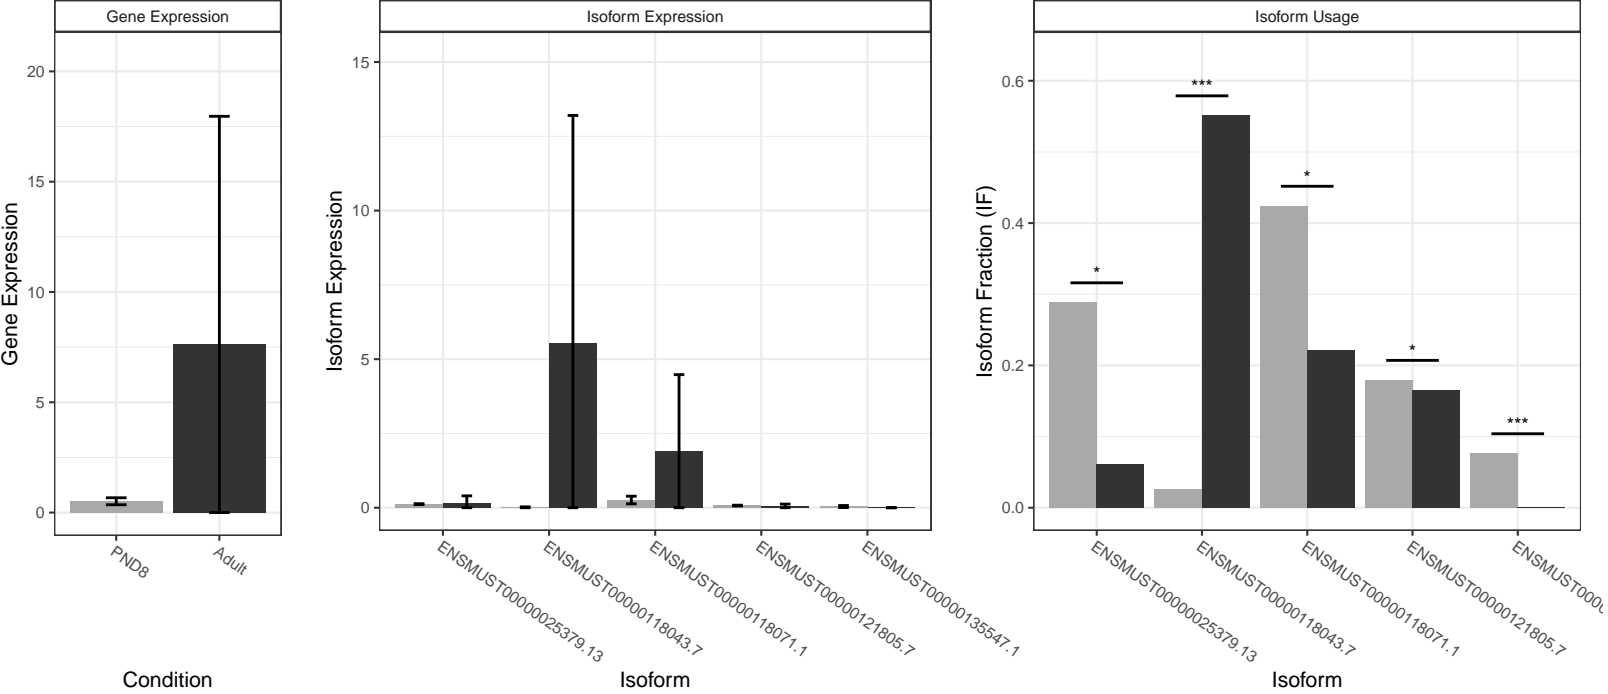 Gene Expression
Isoform Expression
Isoform Usage
Gene Expression
20
15
10
5
0
PND8
Adult
Condition
Isoform Expression
15
10
5
0
ENSMUST00000025379.13
ENSMUST00000118043.7
ENSMUST00000118071.1
ENSMUST00000121805.7
ENSMUST00000135547.1
Isoform
Isoform Fraction (IF)
0.6
0.4
0.2
0.0
*
***
*
*
***
ENSMUST00000025379.13
ENSMUST00000118043.7
ENSMUST00000118071.1
ENSMUST00000121805.7
Isoform